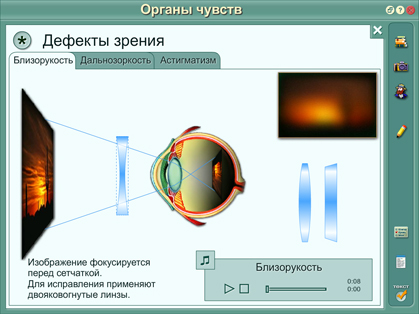 Органы чувств
Дефекты зрения
Близорукость
Дальнозоркость
Астигматизм
Изображение фокусируется
перед сетчаткой.
Для исправления применяют
двояковогнутые линзы.
Близорукость
0:08
0:00
ТЕКСТ